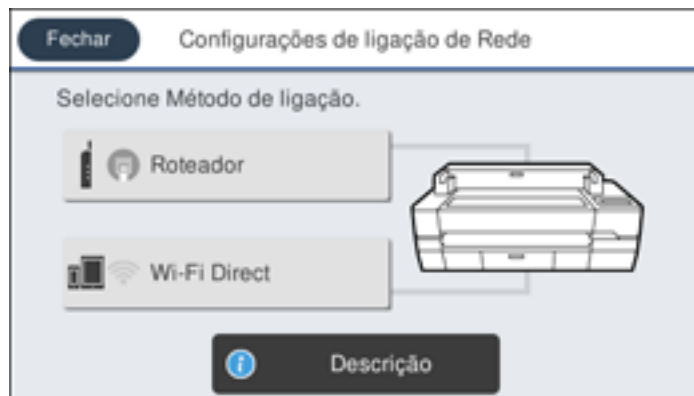 Fechar
Configurações de ligação de Rede
Selecione Método de ligação.
Roteador
Wi-Fi Direct
Descrição